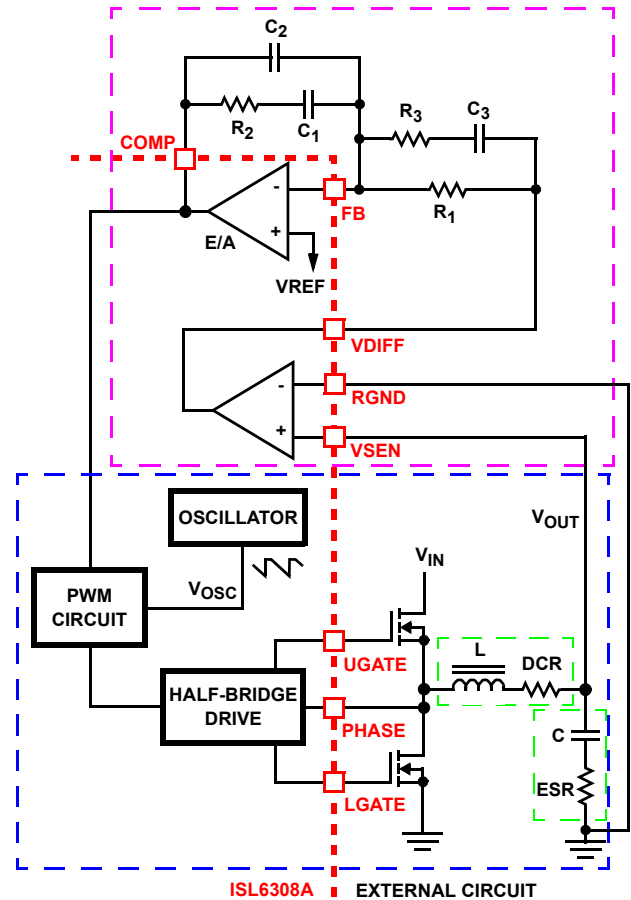 C2
R2
C1
R3
C3
COMP
-
+
E/A
FB
R1
VREF
VDIFF
-
+
RGND
VSEN
OSCILLATOR
VOUT
VIN
PWM
CIRCUIT
VOSC
L
DCR
UGATE
HALF-BRIDGE
DRIVE
PHASE
C
ESR
LGATE
ISL6308A
EXTERNAL CIRCUIT